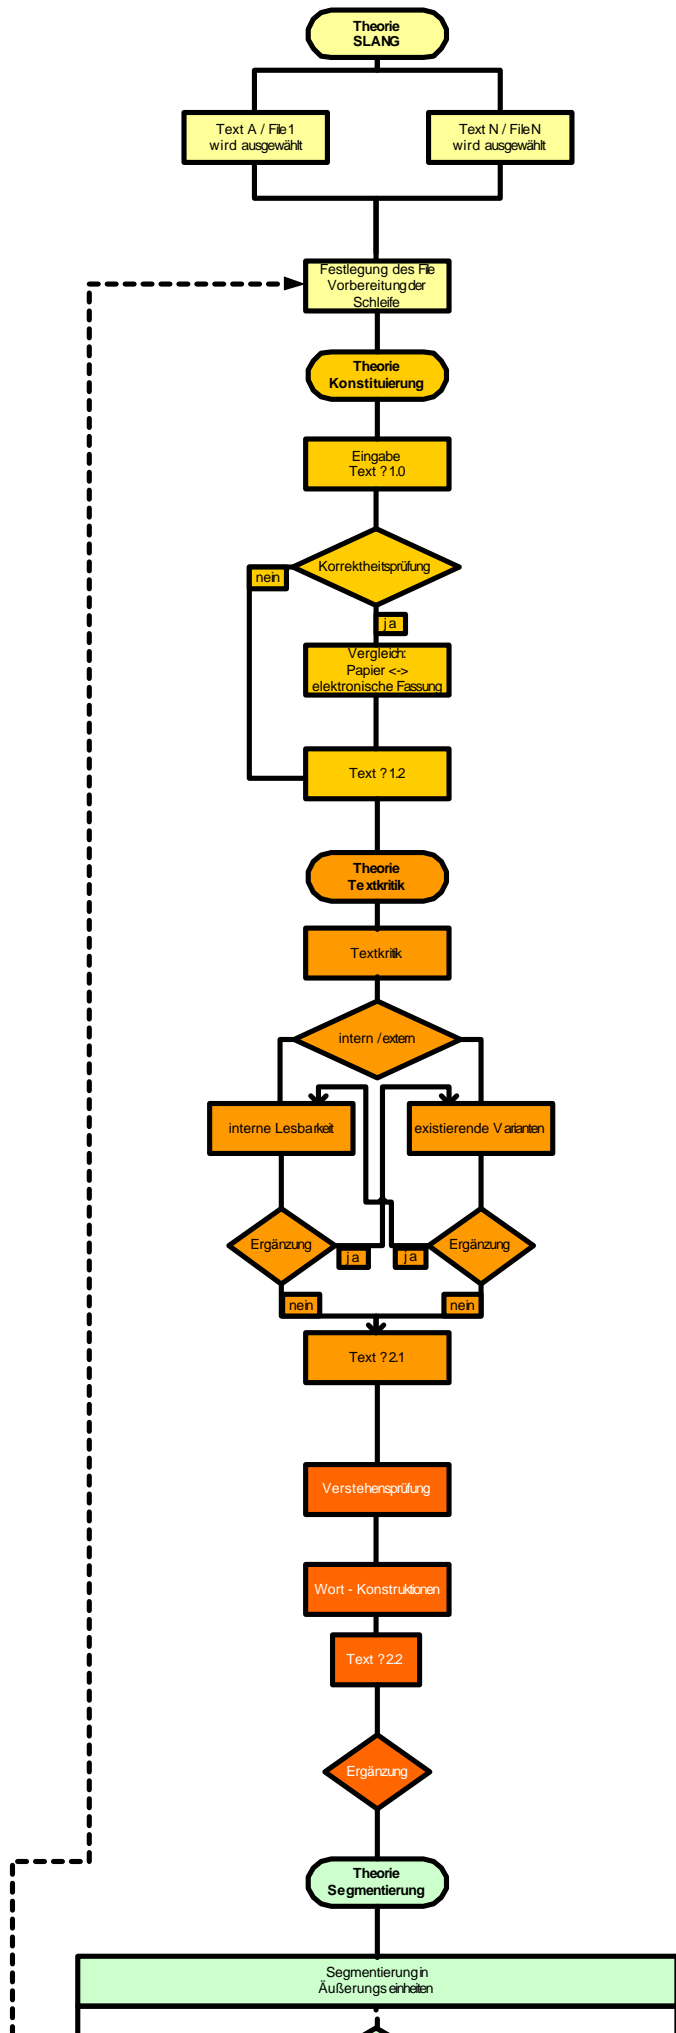 Theorie
SLANG
Text A / File 1
wird ausgewählt
Text N / File N
wird ausgewählt
Festlegung des File
Vorbereitung der
Schleife
Theorie
Konstituierung
Eingabe
Text ?1.0
Korrektheitsprüfung
nein
ja
Vergleich:
Papier <->
elektronische Fassung
Text ?1.2
Theorie
Textkritik
Textkritik
intern / extern
interne Lesbarkeit
existierende Varianten
Ergänzung
Ergänzung
ja
ja
nein
nein
Text ?2.1
Verstehensprüfung
Wort - Konstruktionen
Text ?2.2
Ergänzung
Theorie
Segmentierung
Segmentierung in
Äußerungseinheiten